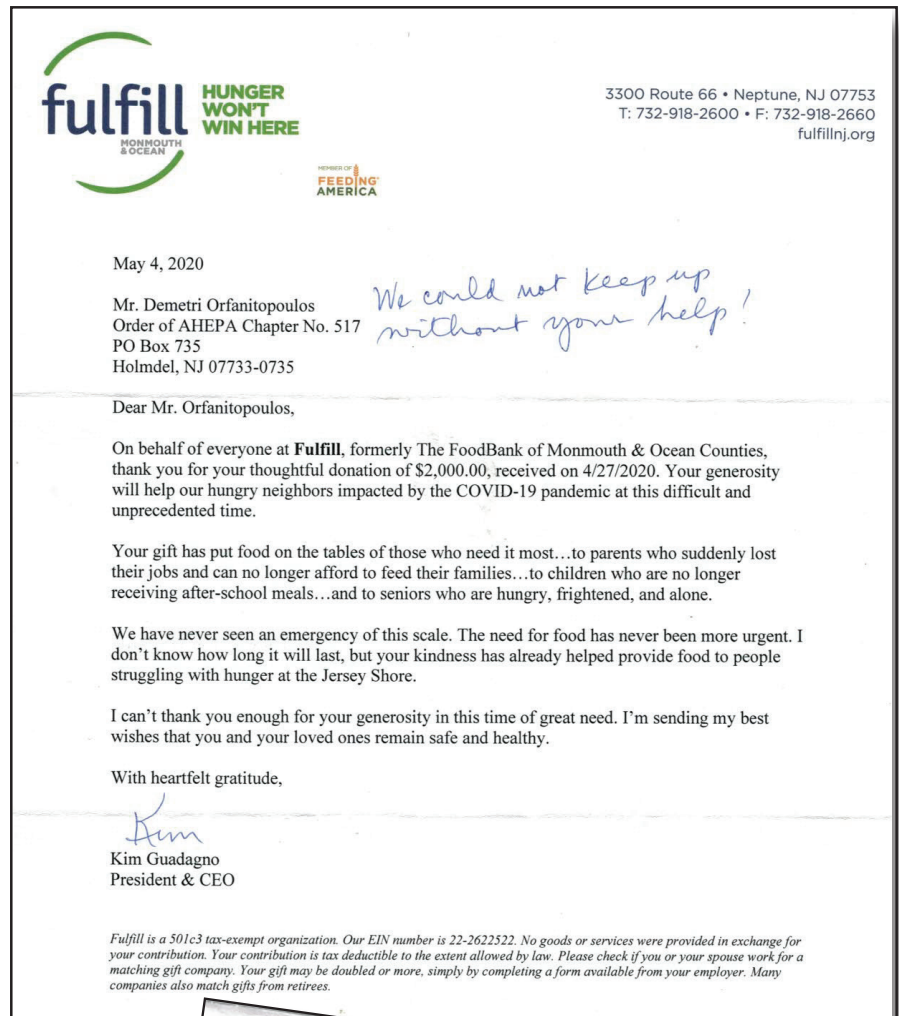 fulfill
HUNGER
WON'T
WIN HERE
MONMOUTH
& OCEAN
MEMBER OF
FEEDING
AMERICA
3300 Route 66 • Neptune, NJ 07753
T: 732-918-2600 • F: 732-918-2660
fulfillnj.org
May 4, 2020
We could not keep up
without your help!
Mr. Demetri Orfanitopoulos
Order of AHEPA Chapter No. 517
PO Box 735
Holmdel, NJ 07733-0735
Dear Mr. Orfanitopoulos,
On behalf of everyone at Fulfill, formerly The FoodBank of Monmouth & Ocean Counties,
thank you for your thoughtful donation of $2,000.00, received on 4/27/2020. Your generosity
will help our hungry neighbors impacted by the COVID-19 pandemic at this difficult and
unprecedented time.
Your gift has put food on the tables of those who need it most…to parents who suddenly lost
their jobs and can no longer afford to feed their families…to children who are no longer
receiving after-school meals…and to seniors who are hungry, frightened, and alone.
We have never seen an emergency of this scale. The need for food has never been more urgent. I
don't know how long it will last, but your kindness has already helped provide food to people
struggling with hunger at the Jersey Shore.
I can't thank you enough for your generosity in this time of great need. I'm sending my best
wishes that you and your loved ones remain safe and healthy.
With heartfelt gratitude,
Kim
Kim Guadagno
President & CEO
Fulfill is a 501c3 tax-exempt organization. Our EIN number is 22-2622522. No goods or services were provided in exchange for
your contribution. Your contribution is tax deductible to the extent allowed by law. Please check if you or your spouse work for a
matching gift company. Your gift may be doubled or more, simply by completing a form available from your employer. Many
companies also match gifts from retirees.